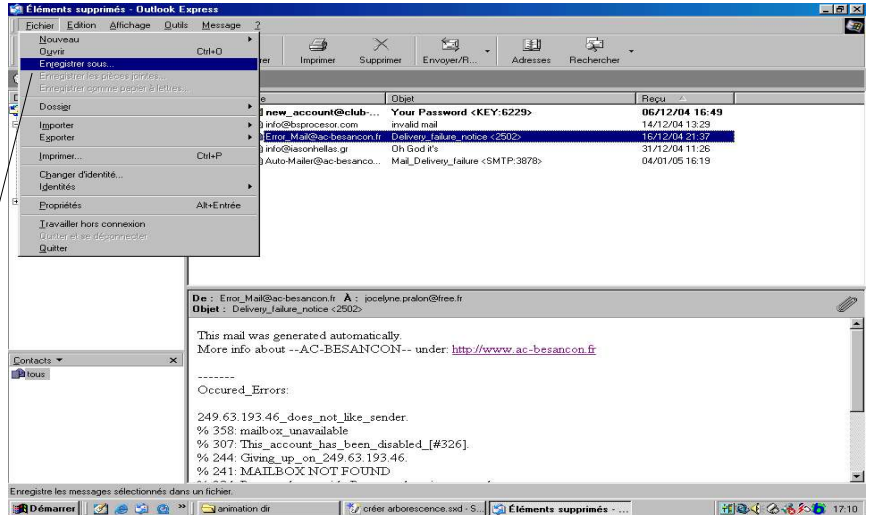 Éléments supprimés - Outlook Express
Fichier Edition Affichage Outils Message ?
Nouveau
Ouvrir Ctrl+O
Enregistrer sous...
Enregistrer les pièces jointes...
Enregistrer comme papier à lettres...
Dossier
Importer
Exporter
Imprimer... Ctrl+P
Changer d'identité...
Identités
Propriétés Alt+Entrée
Travailler hors connexion
Quitter et se déconnecter
Quitter
Imprimer Supprimer Envoyer/R... Adresses Rechercher
Objet Reçu
new_account@club-... Your Password <KEY:6229> 06/12/04 16:49
info@bsprocesor.com invalid mail 14/12/04 13:29
Error_Mail@ac-besancon.fr Delivery_failure_notice <2502> 16/12/04 21:37
info@iasonhellas.gr Oh God it's 31/12/04 11:26
Auto-Mailer@ac-besanco... Mail_Delivery_failure <SMTP:3878> 04/01/05 16:19
De : Error_Mail@ac-besancon.fr À : jocelyne.pralon@free.fr
Objet : Delivery_failure_notice <2502>
This mail was generated automatically.
More info about --AC-BESANCON-- under: http://www.ac-besancon.fr
-------
Occured_Errors:
249.63.193.46_does_not_like_sender.
% 358: mailbox_unavailable
% 307: This_account_has_been_disabled_[#326].
% 244: Giving_up_on_249.63.193.46.
% 241: MAILBOX NOT FOUND
Contacts
tous
Enregistre les messages sélectionnés dans un fichier.
Démarrer » animation dir créer arborescence.sxd - S... Éléments supprimés - ... 17:10